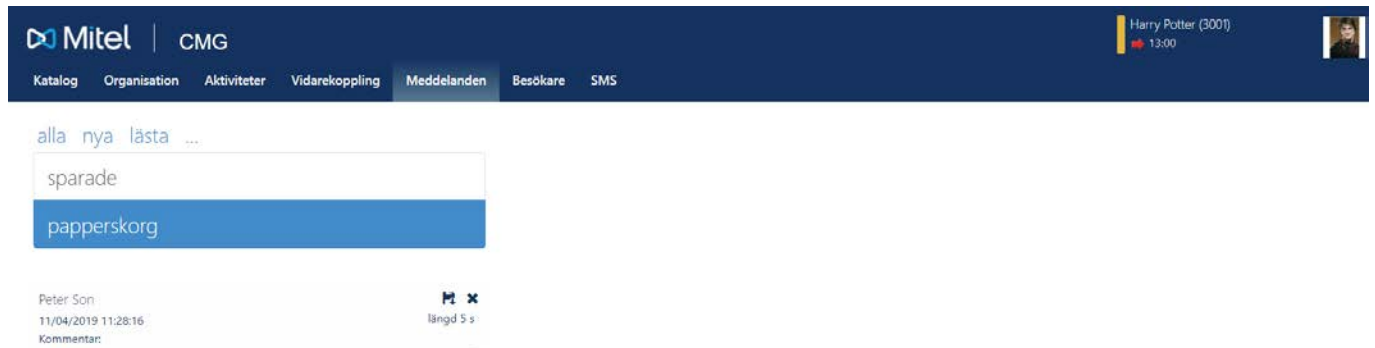 Mitel | CMG
Harry Potter (3001)
13:00
Katalog Organisation Aktiviteter Vidarekoppling Meddelanden Besökare SMS
alla nya lästa ...
sparade
papperskorg
Peter Son
11/04/2019 11:28:16 längd 5 s
Kommentar: